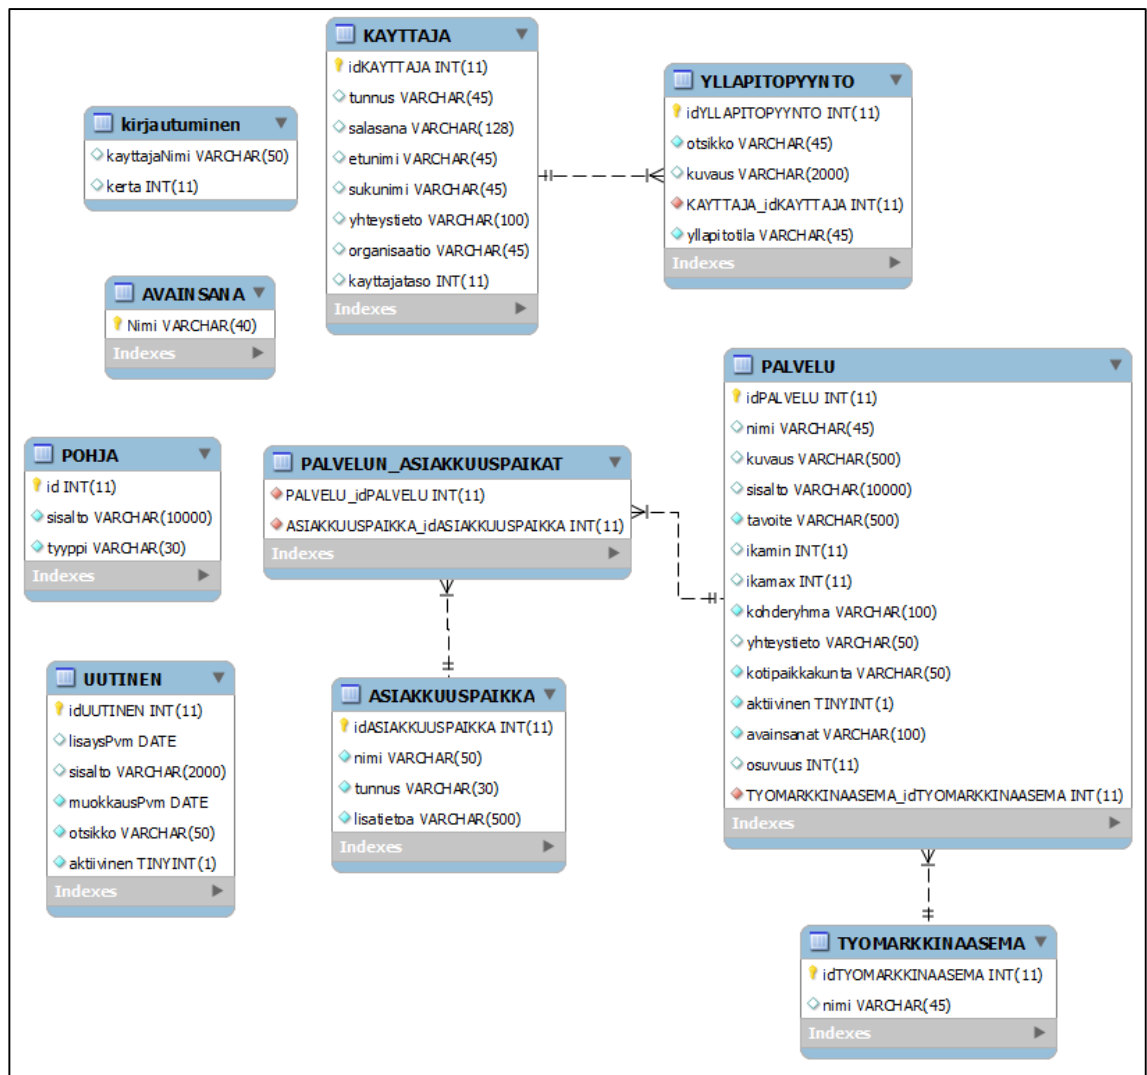 KAYTTAJA
idKAYTTAJA INT(11)
tunnus VARCHAR(45)
salasana VARCHAR(128)
etunimi VARCHAR(45)
sukunimi VARCHAR(45)
yhteystieto VARCHAR(100)
organisaatio VARCHAR(45)
kayttajataso INT(11)
Indexes
YLLAPITOPYYNTO
idYLLAPITOPYYNTO INT(11)
otsikko VARCHAR(45)
kuvaus VARCHAR(2000)
KAYTTAJA_idKAYTTAJA INT(11)
yllapitotila VARCHAR(45)
Indexes
kirjautuminen
kayttajaNimi VARCHAR(50)
kerta INT(11)
AVAINSANA
Nimi VARCHAR(40)
Indexes
PALVELU
idPALVELU INT(11)
nimi VARCHAR(45)
kuvaus VARCHAR(500)
sisalto VARCHAR(10000)
tavoite VARCHAR(500)
ikamin INT(11)
ikamax INT(11)
kohderyhma VARCHAR(100)
yhteystieto VARCHAR(50)
kotipaikkakunta VARCHAR(50)
aktiivinen TINYINT(1)
avainsanat VARCHAR(100)
osuvuus INT(11)
TYOMARKKINAASEMA_idTYOMARKKINAASEMA INT(11)
Indexes
POHJA
id INT(11)
sisalto VARCHAR(10000)
tyyppi VARCHAR(30)
Indexes
PALVELUN_ASIAKKUUSPAIKAT
PALVELU_idPALVELU INT(11)
ASIAKKUUSPAIKKA_idASIAKKUUSPAIKKA INT(11)
Indexes
UUTINEN
idUUTINEN INT(11)
lisaysPvm DATE
sisalto VARCHAR(2000)
muokkausPvm DATE
otsikko VARCHAR(50)
aktiivinen TINYINT(1)
Indexes
ASIAKKUUSPAIKKA
idASIAKKUUSPAIKKA INT(11)
nimi VARCHAR(50)
tunnus VARCHAR(30)
lisatietoa VARCHAR(500)
Indexes
TYOMARKKINAASEMA
idTYOMARKKINAASEMA INT(11)
nimi VARCHAR(45)
Indexes